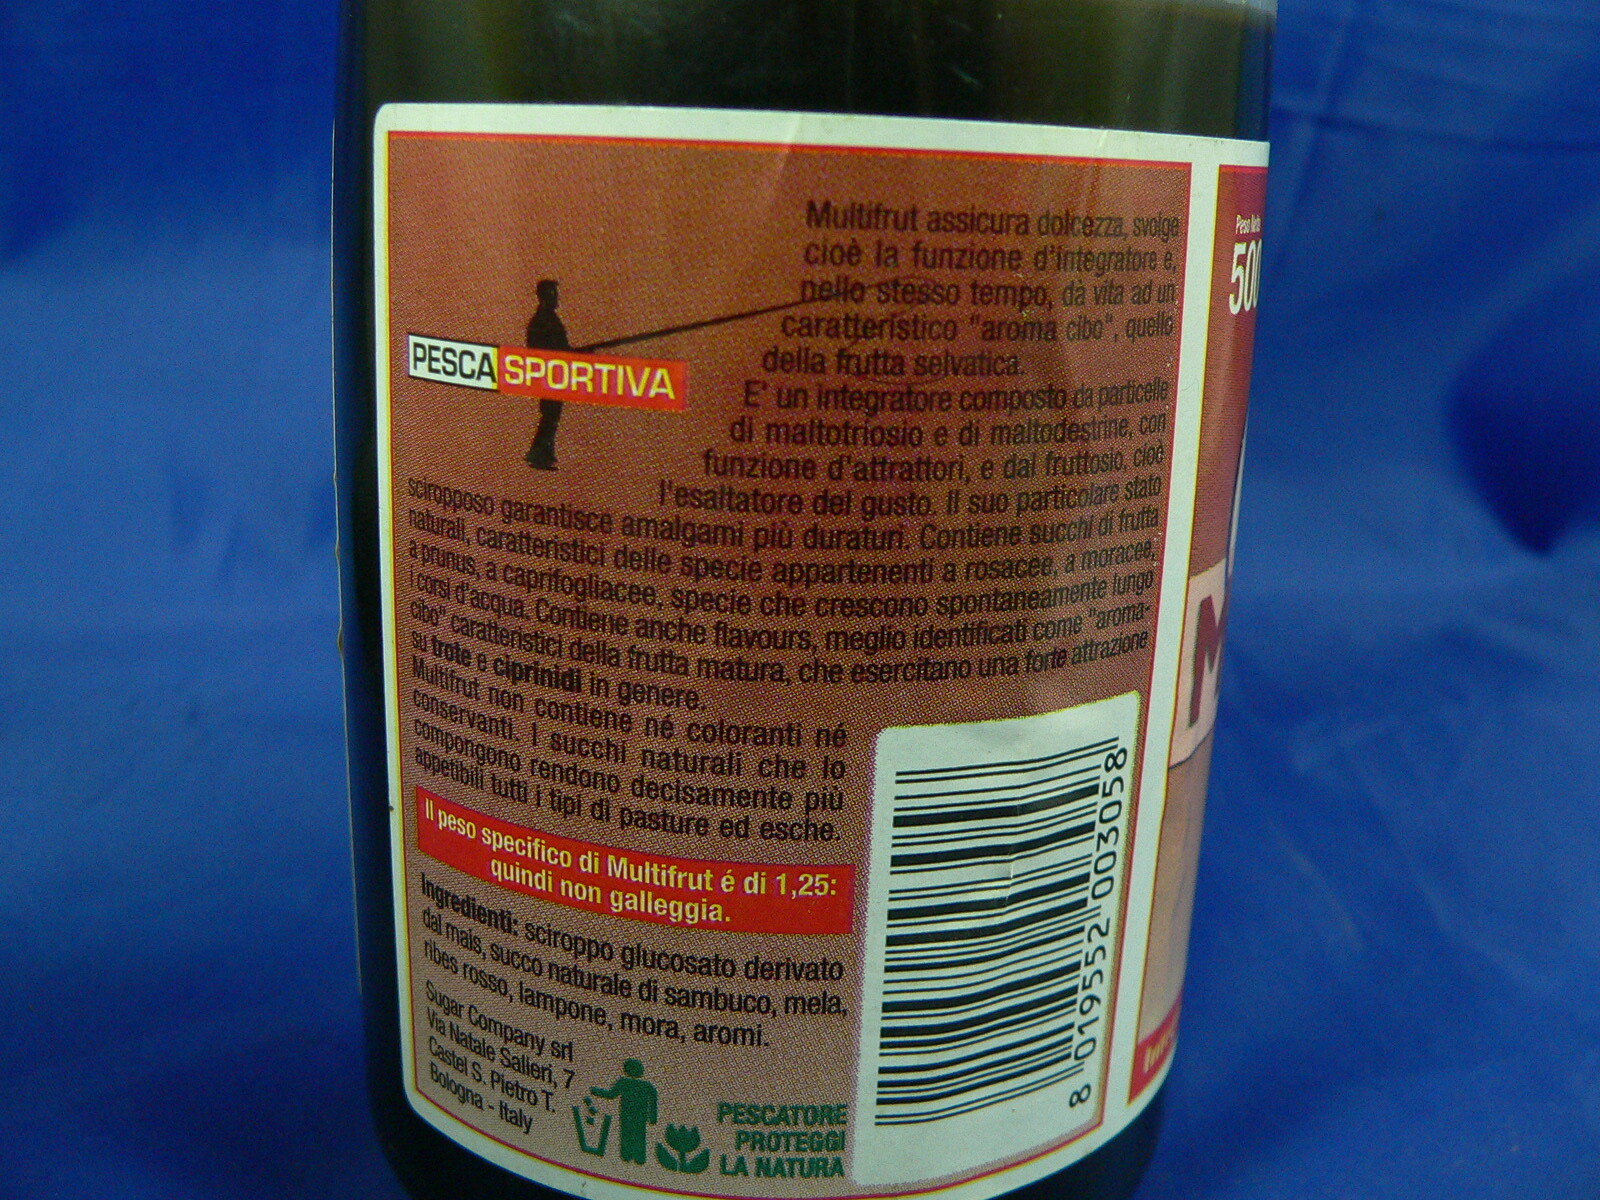 Multifrut assicura dolcezza, svolge
cioè la funzione d'integratore e,
nello stesso tempo, dà vita ad un
caratteristico "aroma cibo", quello
della frutta selvatica.
E' un integratore composto da particelle
di maltotriosio e di maltodestrine, con
funzione d'attrattori, e dal fruttosio, cioè
l'esaltatore del gusto. Il suo particolare stato
sciropposo garantisce amalgami più duraturi. Contiene succhi di frutta
naturali, caratteristici delle specie appartenenti a rosacee, a moracee,
a prunus, a caprifogliacee, specie che crescono spontaneamente lungo
i corsi d'acqua. Contiene anche flavours, meglio identificati come "aroma-
cibo" caratteristici della frutta matura, che esercitano una forte attrazione
su trote e ciprinidi in genere.
Multifrut non contiene né coloranti né
conservanti. I succhi naturali che lo
compongono rendono decisamente più
appetibili tutti i tipi di pasture ed esche.
PESCA SPORTIVA
Il peso specifico di Multifrut é di 1,25:
quindi non galleggia.
Ingredienti: sciroppo glucosato derivato
dal mais, succo naturale di sambuco, mela,
ribes rosso, lampone, mora, aromi.
Sugar Company srl
Via Natale Salieri, 7
Castel S. Pietro T.
Bologna - Italy
PESCATORE
PROTEGGI
LA NATURA
8 019552 003058
Peso Netto
500
M